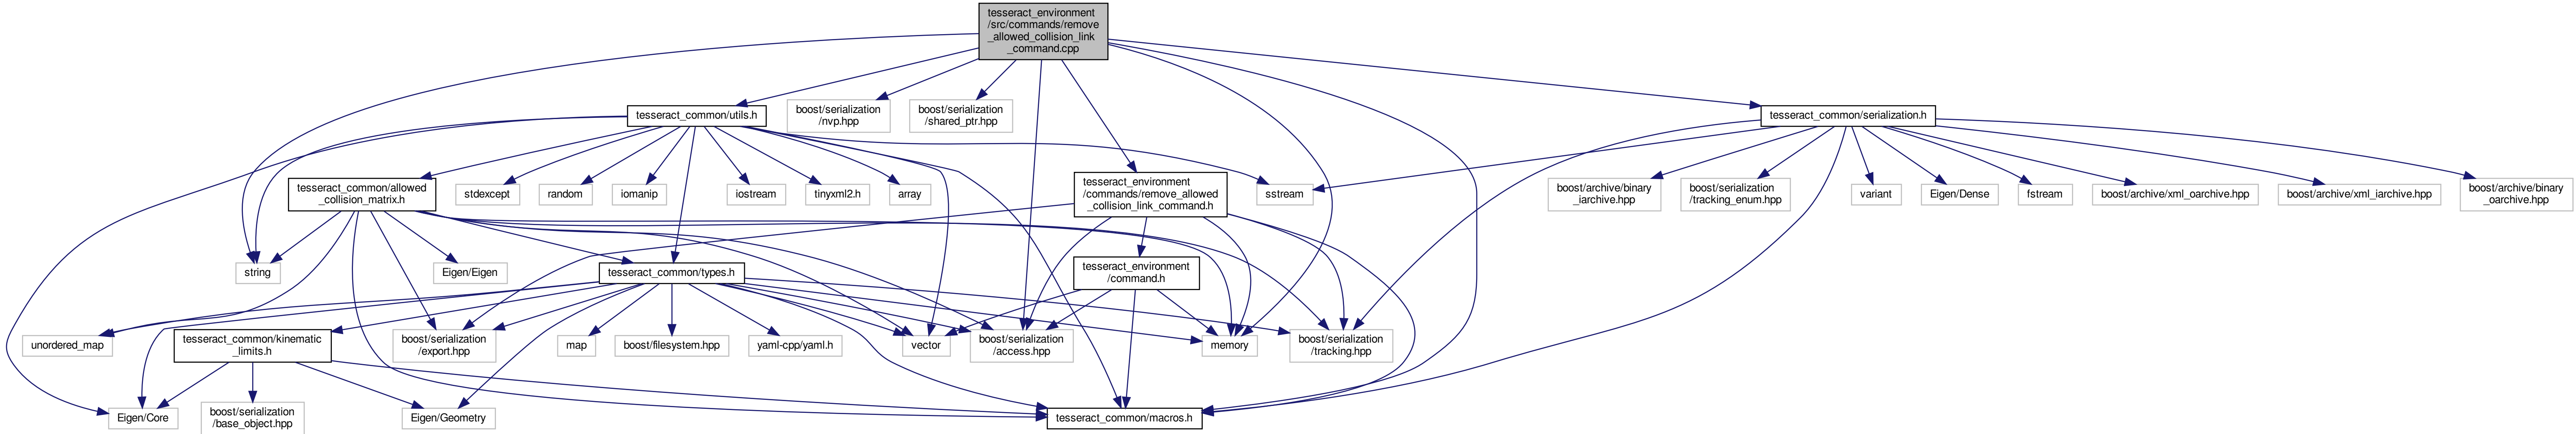 tesseract_environment
/src/commands/remove
_allowed_collision_link
_command.cpp
tesseract_common/utils.h
boost/serialization
/nvp.hpp
boost/serialization
/shared_ptr.hpp
tesseract_common/serialization.h
tesseract_common/allowed
_collision_matrix.h
stdexcept
random
iomanip
iostream
tinyxml2.h
array
tesseract_environment
/commands/remove_allowed
_collision_link_command.h
sstream
boost/archive/binary
_iarchive.hpp
boost/serialization
/tracking_enum.hpp
variant
Eigen/Dense
fstream
boost/archive/xml_oarchive.hpp
boost/archive/xml_iarchive.hpp
boost/archive/binary
_oarchive.hpp
string
Eigen/Eigen
tesseract_common/types.h
tesseract_environment
/command.h
unordered_map
tesseract_common/kinematic
_limits.h
boost/serialization
/export.hpp
map
boost/filesystem.hpp
yaml-cpp/yaml.h
vector
boost/serialization
/access.hpp
memory
boost/serialization
/tracking.hpp
Eigen/Core
boost/serialization
/base_object.hpp
Eigen/Geometry
tesseract_common/macros.h